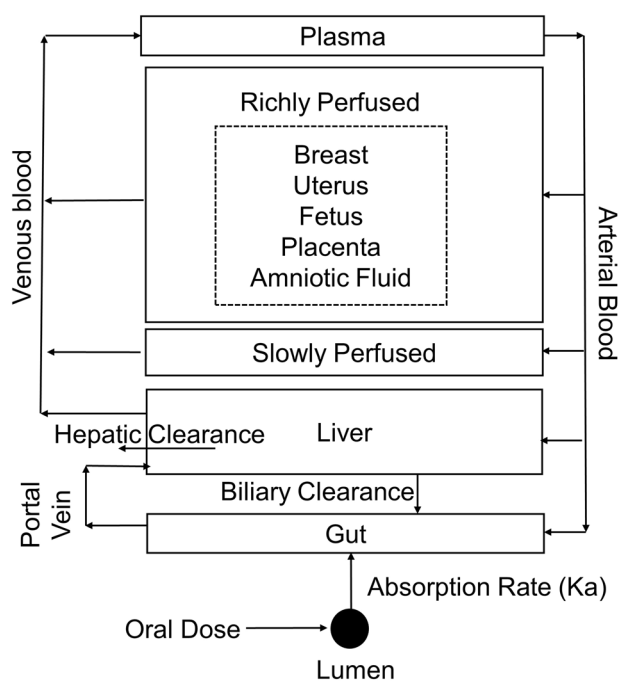 Plasma
Richly Perfused
Breast
Uterus
Fetus
Placenta
Amniotic Fluid
Venous blood
Arterial Blood
Slowly Perfused
Hepatic Clearance
Liver
Portal
Vein
Biliary Clearance
Gut
Absorption Rate (Ka)
Oral Dose
Lumen